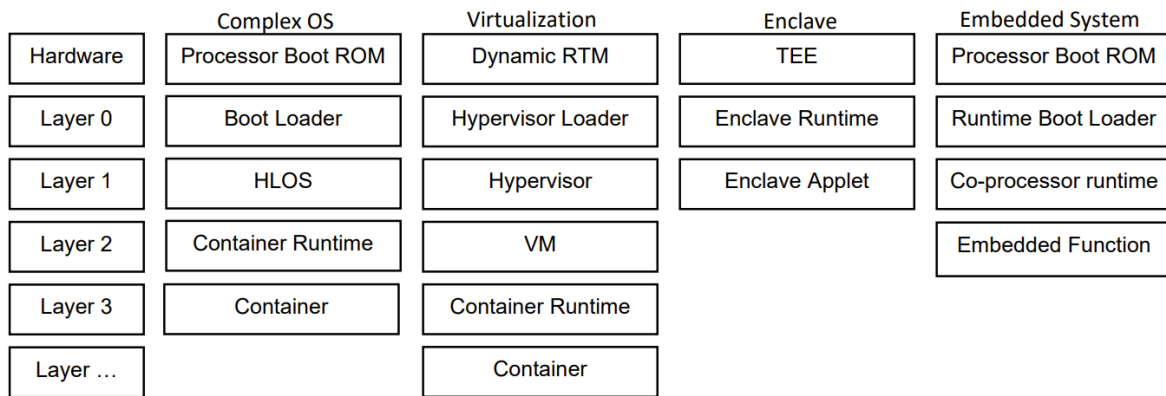 Complex OS Virtualization Enclave Embedded System
Hardware Processor Boot ROM Dynamic RTM TEE Processor Boot ROM
Layer 0 Boot Loader Hypervisor Loader Enclave Runtime Runtime Boot Loader
Layer 1 HLOS Hypervisor Enclave Applet Co-processor runtime
Layer 2 Container Runtime VM Embedded Function
Layer 3 Container Container Runtime
Layer … Container